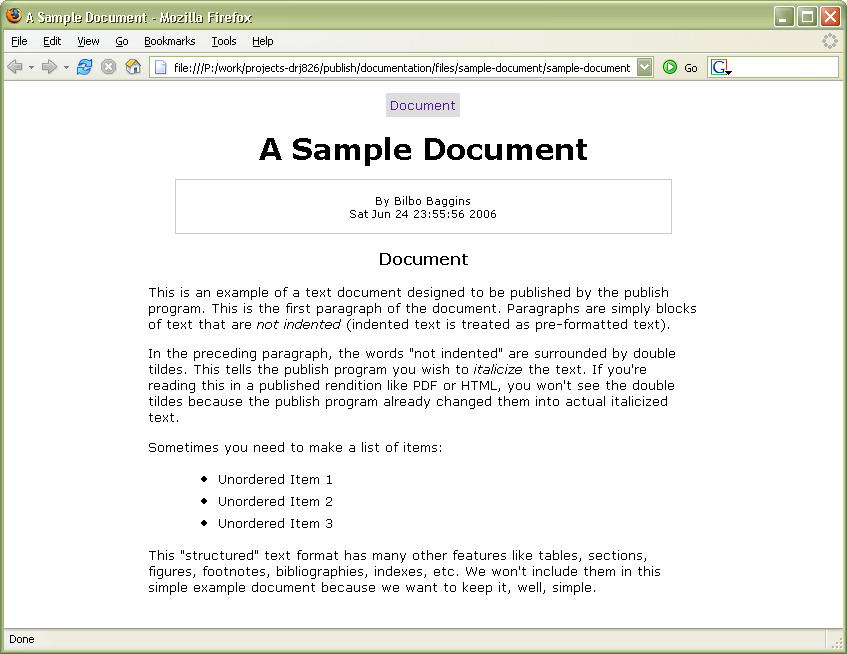 A Sample Document - Mozilla Firefox
File Edit View Go Bookmarks Tools Help
file:///P:/work/projects-drj826/publish/documentation/files/sample-document/sample-document Go G
Document
A Sample Document
By Bilbo Baggins
Sat Jun 24 23:55:56 2006
Document
This is an example of a text document designed to be published by the publish
program. This is the first paragraph of the document. Paragraphs are simply blocks
of text that are not indented (indented text is treated as pre-formatted text).
In the preceding paragraph, the words "not indented" are surrounded by double
tildes. This tells the publish program you wish to italicize the text. If you're
reading this in a published rendition like PDF or HTML, you won't see the double
tildes because the publish program already changed them into actual italicized
text.
Sometimes you need to make a list of items:
Unordered Item 1
Unordered Item 2
Unordered Item 3
This "structured" text format has many other features like tables, sections,
figures, footnotes, bibliographies, indexes, etc. We won't include them in this
simple example document because we want to keep it, well, simple.
Done